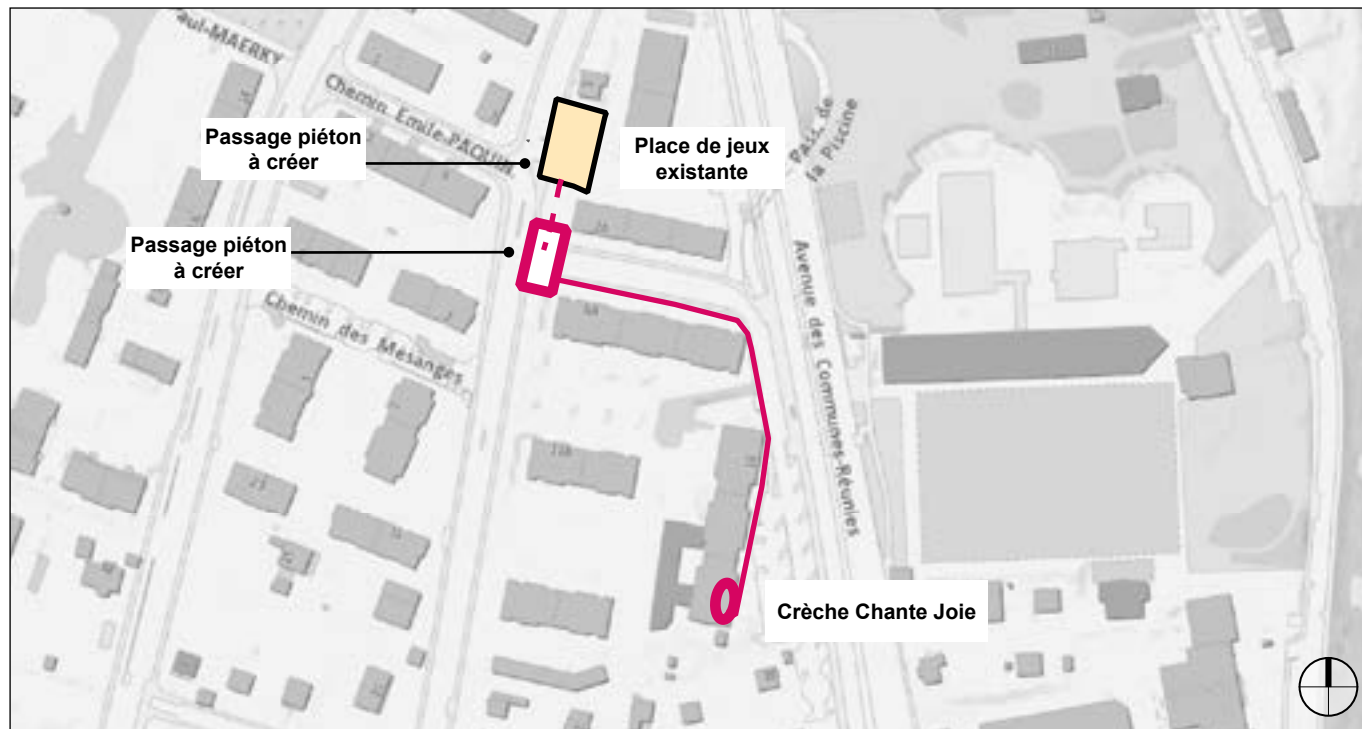 Paul-MAERKY
Chemin Emile-PAQUIN
Passage piéton
à créer
Place de jeux
existante
Pass. de
la Piscine
Passage piéton
à créer
Chemin des Mésanges
Avenue des Communes-Réunies
Crèche Chante Joie